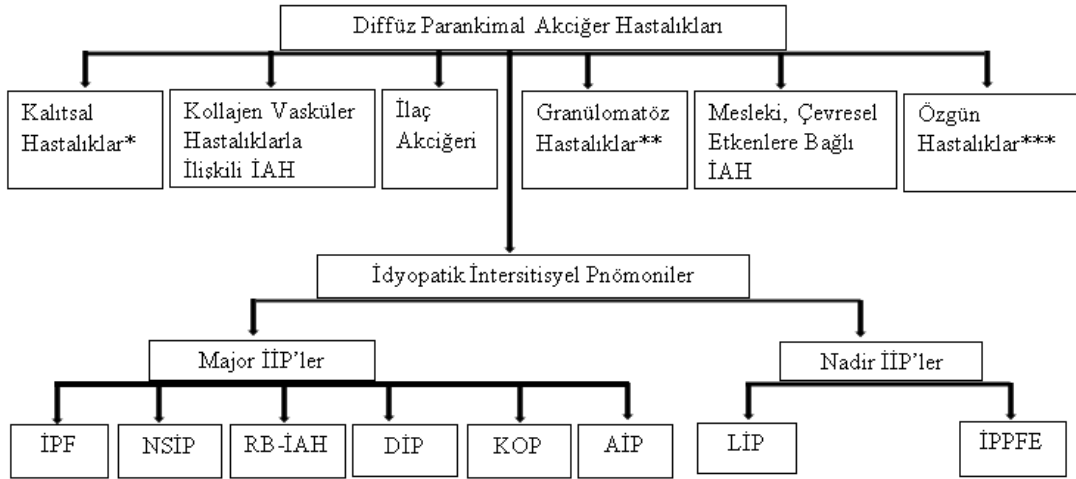 Diffüz Parankimal Akciğer Hastalıkları
Kalıtsal
Hastalıklar*
Kollajen Vasküler
Hastalıklarla
İlişkili İAH
İlaç
Akciğeri
Granülomatöz
Hastalıklar**
Mesleki, Çevresel
Etkenlere Bağlı
İAH
Özgün
Hastalıklar***
İdyopatik İntersitisyel Pnömoniler
Major İİP’ler
Nadir İİP’ler
İPF
NSİP
RB-İAH
DİP
KOP
AİP
LİP
İPPFE